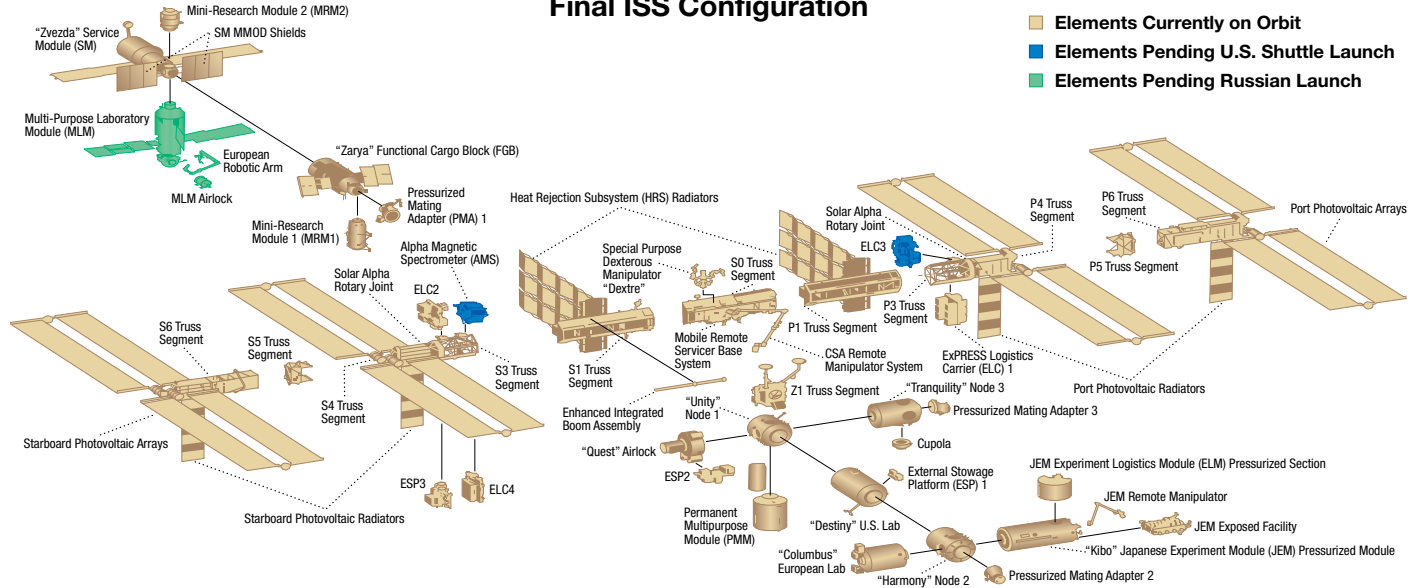 Final ISS Configuration
Elements Currently on Orbit
Elements Pending U.S. Shuttle Launch
Elements Pending Russian Launch
Mini-Research Module 2 (MRM2)
"Zvezda" Service
Module (SM)
SM MMOD Shields
Multi-Purpose Laboratory
Module (MLM)
European
Robotic Arm
MLM Airlock
"Zarya" Functional Cargo Block (FGB)
Pressurized
Mating
Adapter (PMA) 1
Mini-Research
Module 1 (MRM1)
Alpha Magnetic
Spectrometer (AMS)
Solar Alpha
Rotary Joint
ELC2
S6 Truss
Segment
S5 Truss
Segment
S4 Truss
Segment
S3 Truss
Segment
Starboard Photovoltaic Arrays
Starboard Photovoltaic Radiators
ESP3
ELC4
Heat Rejection Subsystem (HRS) Radiators
Special Purpose
Dexterous
Manipulator
"Dextre"
S0 Truss
Segment
S1 Truss
Segment
Mobile Remote
Servicer Base
System
CSA Remote
Manipulator System
P1 Truss Segment
Enhanced Integrated
Boom Assembly
Z1 Truss Segment
Solar Alpha
Rotary Joint
ELC3
P4 Truss
Segment
P3 Truss
Segment
ExPRESS Logistics
Carrier (ELC) 1
P6 Truss
Segment
P5 Truss Segment
Port Photovoltaic Arrays
Port Photovoltaic Radiators
"Unity"
Node 1
"Tranquility" Node 3
Pressurized Mating Adapter 3
Cupola
"Quest" Airlock
ESP2
Permanent
Multipurpose
Module (PMM)
External Stowage
Platform (ESP) 1
"Destiny" U.S. Lab
"Columbus"
European Lab
"Harmony" Node 2
Pressurized Mating Adapter 2
JEM Experiment Logistics Module (ELM) Pressurized Section
JEM Remote Manipulator
JEM Exposed Facility
"Kibo" Japanese Experiment Module (JEM) Pressurized Module